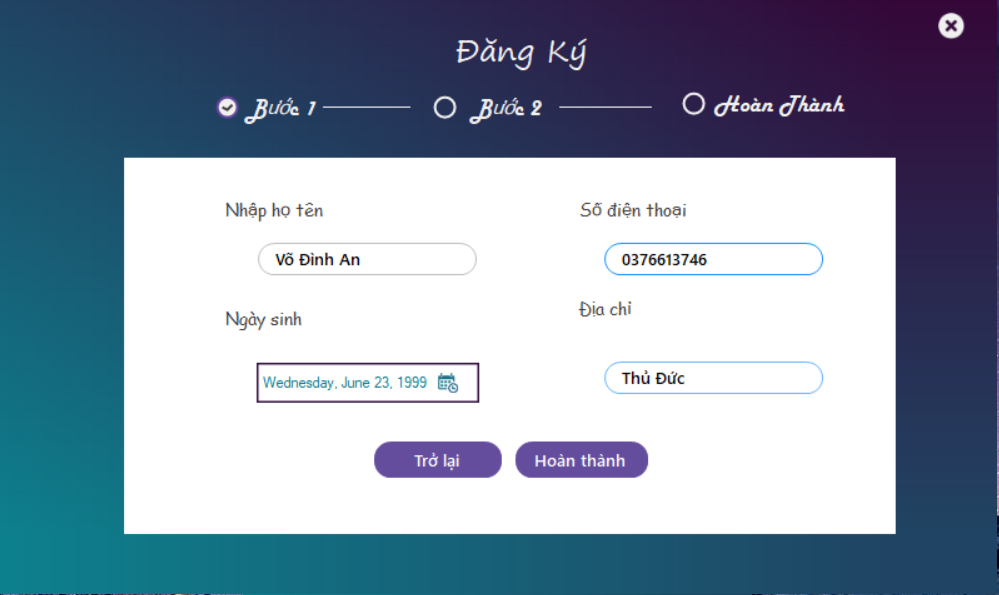 Đăng Ký
Bước 1 Bước 2 Hoàn Thành
Nhập họ tên Số điện thoại
Võ Đình An 0376613746
Địa chỉ
Ngày sinh
Wednesday, June 23, 1999 Thủ Đức
Trở lại Hoàn thành